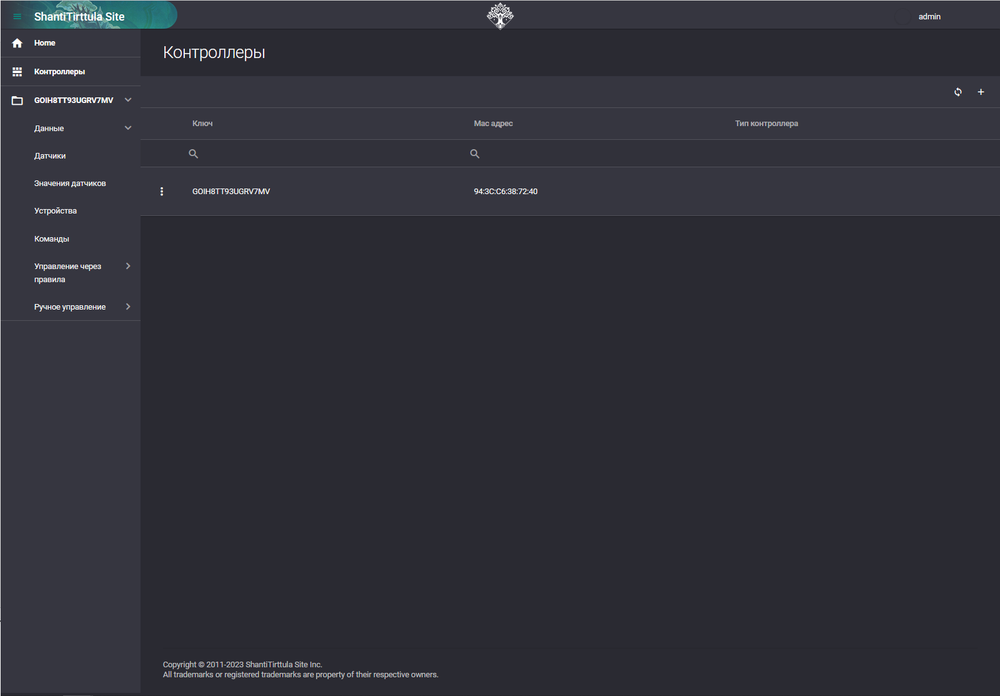 ShantiTirttula Site
admin
Home
Контроллеры
GOIH8TT93UGRV7MV
Данные
Датчики
Значения датчиков
Устройства
Команды
Управление через
правила
Ручное управление
Контроллеры
Ключ
Мас адрес
Тип контроллера
GOIH8TT93UGRV7MV
94:3C:C6:38:72:40
Copyright © 2011-2023 ShantiTirttula Site Inc.
All trademarks or registered trademarks are property of their respective owners.